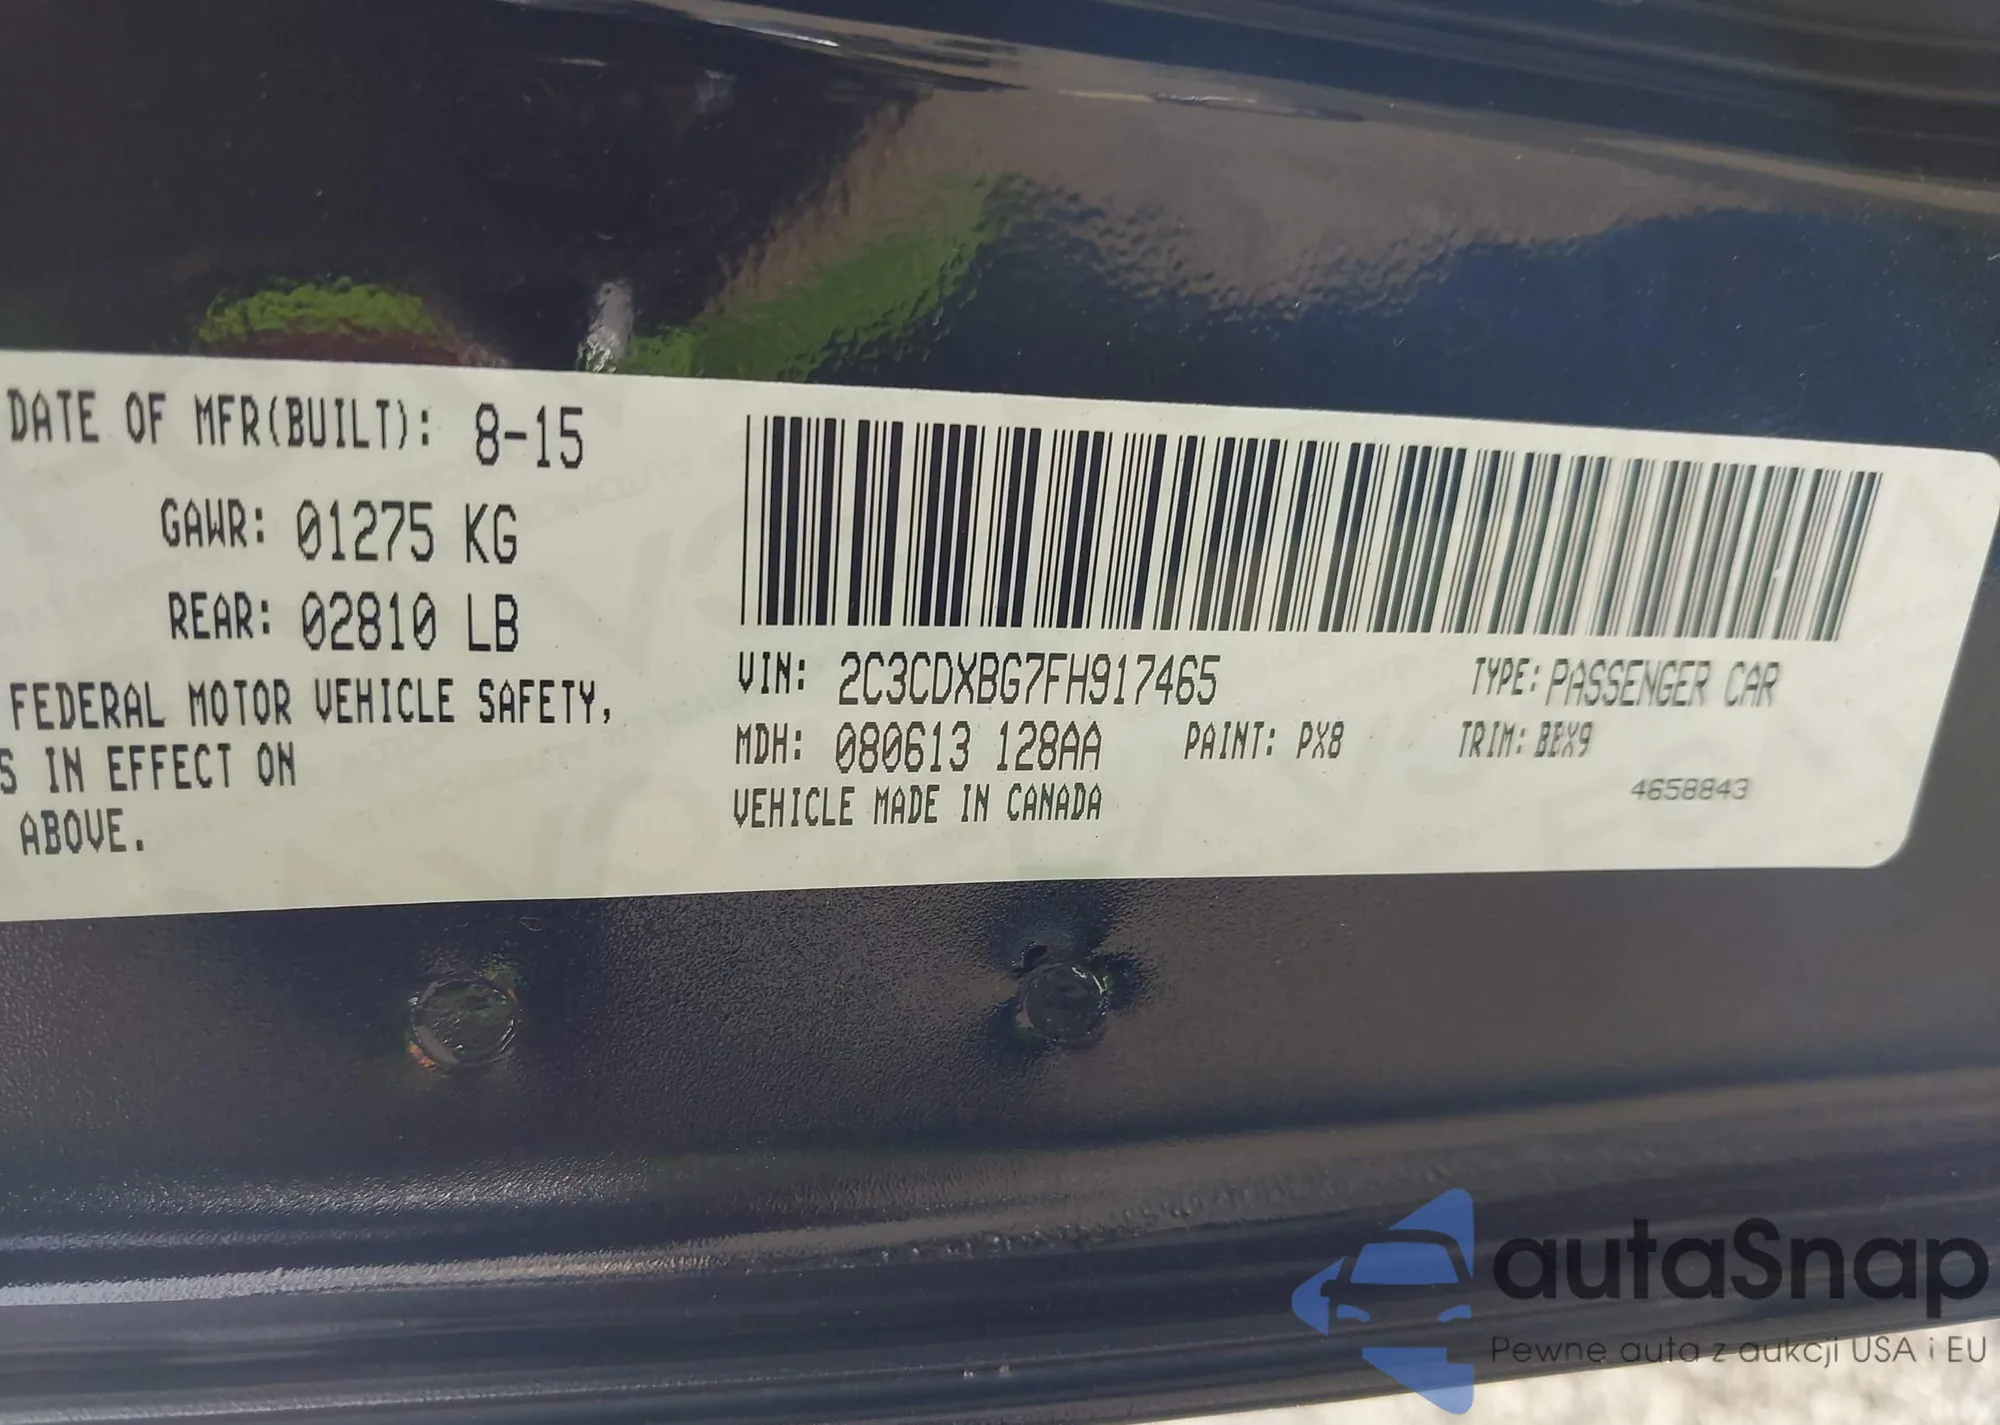 DATE OF MFR(BUILT): 8-15
GAWR: 01275 KG
REAR: 02810 LB
FEDERAL MOTOR VEHICLE SAFETY,
S IN EFFECT ON
ABOVE.
VIN: 2C3CDXBG7FH917465 TYPE: PASSENGER CAR
MDH: 080613 128AA PAINT: PX8 TRIM: BBX9
VEHICLE MADE IN CANADA
4658843
autaSnap
Pewne auta z aukcji USA i EU